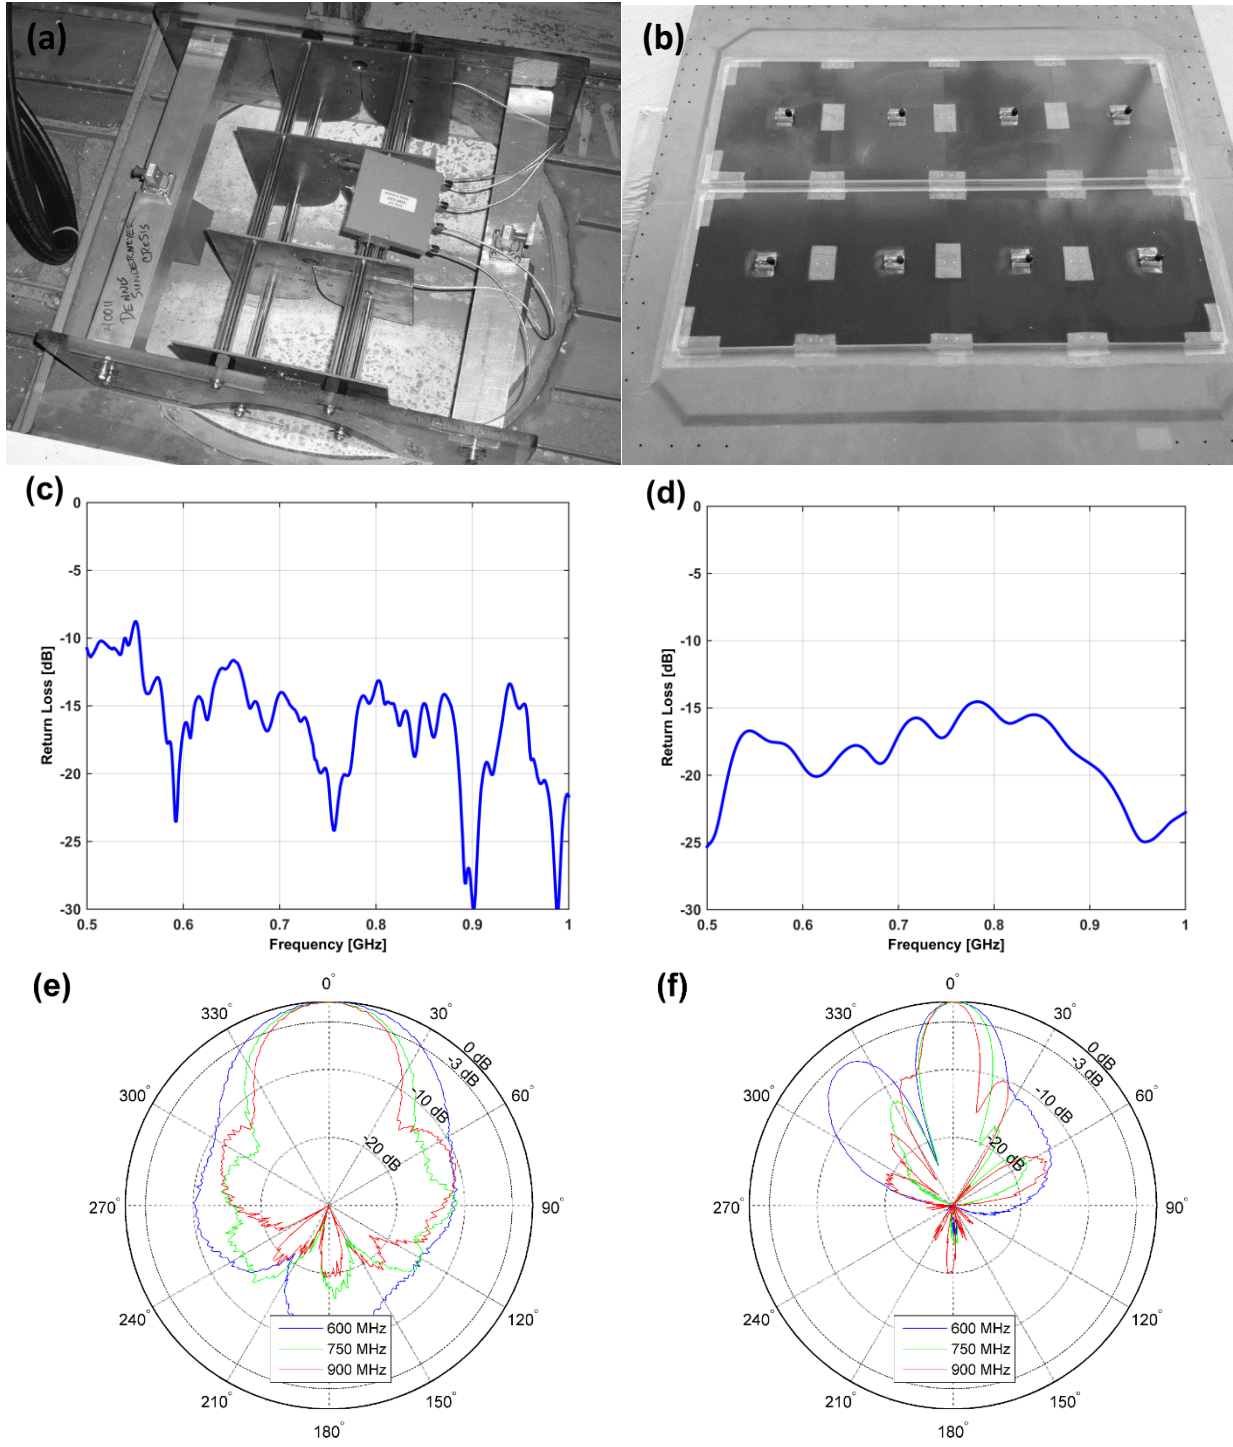 (a)
(b)
40011
DENNIS
SUNDERMEYER
CRESIS
(c)
0
-5
-10
-15
-20
-25
-30
Return Loss [dB]
0.5
0.6
0.7
0.8
0.9
1
Frequency [GHz]
(d)
0
-5
-10
-15
-20
-25
-30
Return Loss [dB]
0.5
0.6
0.7
0.8
0.9
1
Frequency [GHz]
(e)
0°
30°
60°
90°
120°
150°
180°
210°
240°
270°
300°
330°
0 dB
-3 dB
-10 dB
-20 dB
600 MHz
750 MHz
900 MHz
(f)
0°
30°
60°
90°
120°
150°
180°
210°
240°
270°
300°
330°
0 dB
-3 dB
-10 dB
-20 dB
600 MHz
750 MHz
900 MHz